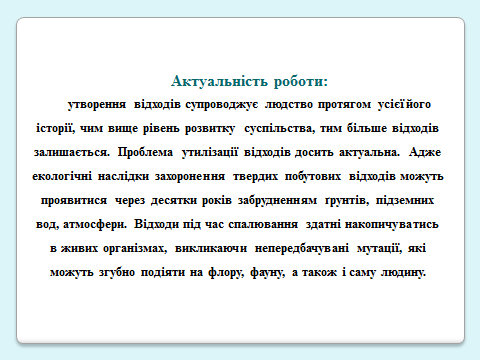 Актуальність роботи:
утворення відходів супроводжує людство протягом усієї його
історії, чим вище рівень розвитку суспільства, тим більше відходів
залишається. Проблема утилізації відходів досить актуальна. Адже
екологічні наслідки захоронення твердих побутових відходів можуть
проявитися через десятки років забрудненням ґрунтів, підземних
вод, атмосфери. Відходи під час спалювання здатні накопичуватись
в живих організмах, викликаючи непередбачувані мутації, які
можуть згубно подіяти на флору, фауну, а також і саму людину.